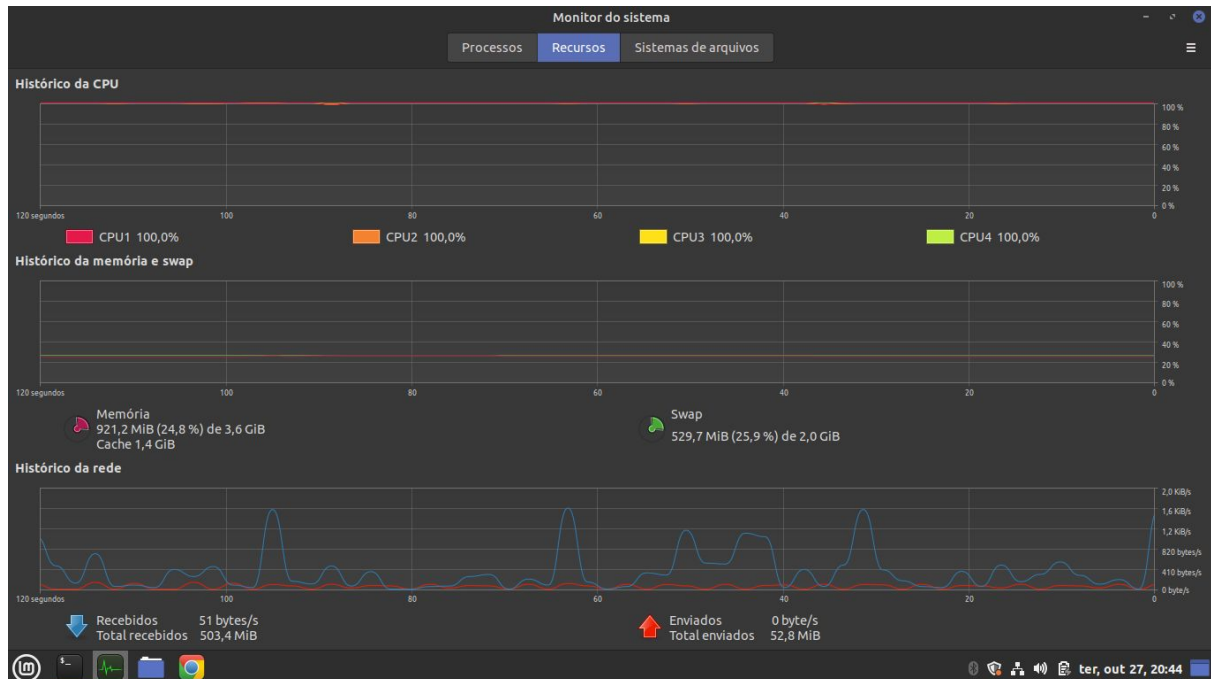 Monitor do sistema
Processos Recursos Sistemas de arquivos
Histórico da CPU
100 %
80 %
60 %
40 %
20 %
0 %
120 segundos 100 80 60 40 20 0
CPU1 100,0% CPU2 100,0% CPU3 100,0% CPU4 100,0%
Histórico da memória e swap
100 %
80 %
60 %
40 %
20 %
0 %
120 segundos 100 80 60 40 20 0
Memória
921,2 MiB (24,8 %) de 3,6 GiB
Cache 1,4 GiB
Swap
529,7 MiB (25,9 %) de 2,0 GiB
Histórico da rede
2,0 KiB/s
1,6 KiB/s
1,2 KiB/s
820 bytes/s
410 bytes/s
0 byte/s
120 segundos 100 80 60 40 20 0
Recebidos 51 bytes/s
Total recebidos 503,4 MiB
Enviados 0 byte/s
Total enviados 52,8 MiB
ter, out 27, 20:44